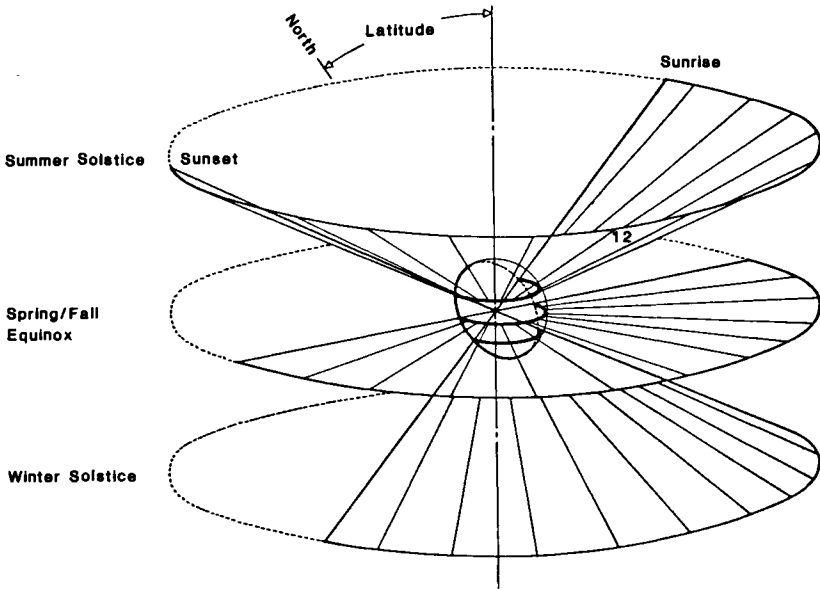 North
Latitude
Sunrise
Summer Solstice
Sunset
12
Spring/Fall
Equinox
Winter Solstice